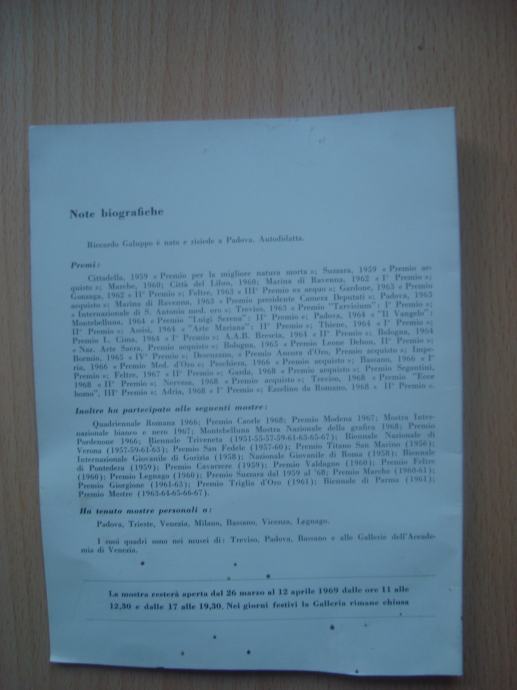 Note biografiche
Riccardo Galuppo è nato e risiede a Padova. Autodidatta.
Premi:
Cittadella, 1959 « Premio per la migliore natura morta »; Suzzara, 1959 « Premio ac-
quisto »; Marche, 1960; Città del Libro, 1960; Marina di Ravenna, 1962 « I° Premio »;
Gonzaga, 1962 « II° Premio »; Feltre, 1963 « III° Premio ex aequo »; Gardone, 1963 « Premio
acquisto »; Marina di Ravenna, 1963 « Premio presidente Camera Deputati »; Padova, 1963
« Internazionale di S. Antonio med. oro »; Treviso, 1963 « Premio "Tarvisium": I° Premio »;
Montebelluna, 1964 « Premio "Luigi Serena": II° Premio »; Padova, 1964 « "Il Vangelo":
II° Premio »; Assisi, 1964 « "Arte Mariana": II° Premio »; Thiene, 1964 « I° Premio »;
Premio L. Cima, 1964 « I° Premio »; A.A.B. Brescia, 1964 « II° Premio »; Bologna, 1964
« Naz. Arte Sacra, Premio acquisto »; Bologna, 1965 « Premio Leone Dehon, II° Premio »;
Bormio, 1965 « IV° Premio »; Desenzano, « Premio Ancora d'Oro, Premio acquisto »; Impe-
ria, 1966 « Premio Med. d'Oro »; Peschiera, 1966 « Premio acquisto »; Bassano, 1966 « I°
Premio »; Feltre, 1967 « II° Premio »; Garda, 1968 « Premio acquisto »; Premio Segantini,
1968 « II° Premio »; Nervesa, 1968 « Premio acquisto »; Treviso, 1968 « Premio "Ecce
homo", III° Premio »; Adria, 1968 « I° Premio »; Ezzelino da Romano, 1968 « II° Premio ».
Inoltre ha partecipato alle seguenti mostre:
Quadriennale Romana 1966; Premio Caorle 1968; Premio Modena 1967; Mostra Inter-
nazionale bianco e nero 1967; Montebelluna Mostra Nazionale della grafica 1968; Premio
Pordenone 1966; Biennale Triveneta (1951-55-57-59-61-63-65-67); Biennale Nazionale di
Verona (1957-59-61-63); Premio San Fedele (1957-60); Premio Titano San Marino (1956);
Internazionale Giovanile di Gorizia (1958); Nazionale Giovanile di Roma (1958); Biennale
di Pontedera (1959); Premio Cavarzere (1959); Premio Valdagno (1960); Premio Feltre
(1960); Premio Legnago (1960); Premio Suzzara dal 1959 al '68; Premio Marche (1960-61);
Premio Giorgione (1961-63); Premio Triglia d'Oro (1961); Biennale di Parma (1961);
Premio Mestre (1963-64-65-66-67).
Ha tenuto mostre personali a:
Padova, Trieste, Venezia, Milano, Bassano, Vicenza, Legnago.
I suoi quadri sono nei musei di: Treviso, Padova, Bassano e alle Gallerie dell'Accade-
mia di Venezia.
La mostra resterà aperta dal 26 marzo al 12 aprile 1969 dalle ore 11 alle
12,30 e dalle 17 alle 19,30. Nei giorni festivi la Galleria rimane chiusa